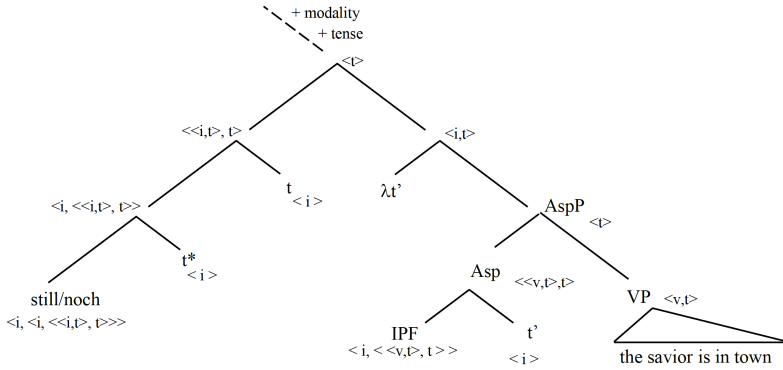 + modality
+ tense
<t>
<<i,t>, t>
<i,t>
t
< i >
λt’
<i, <<i,t>, t>>
AspP
<t>
t*
< i >
Asp
<<v,t>,t>
still/noch
<i, <i, <<i,t>, t>>>
VP
<v,t>
IPF
< i, < <v,t>, t > >
t’
< i >
the savior is in town